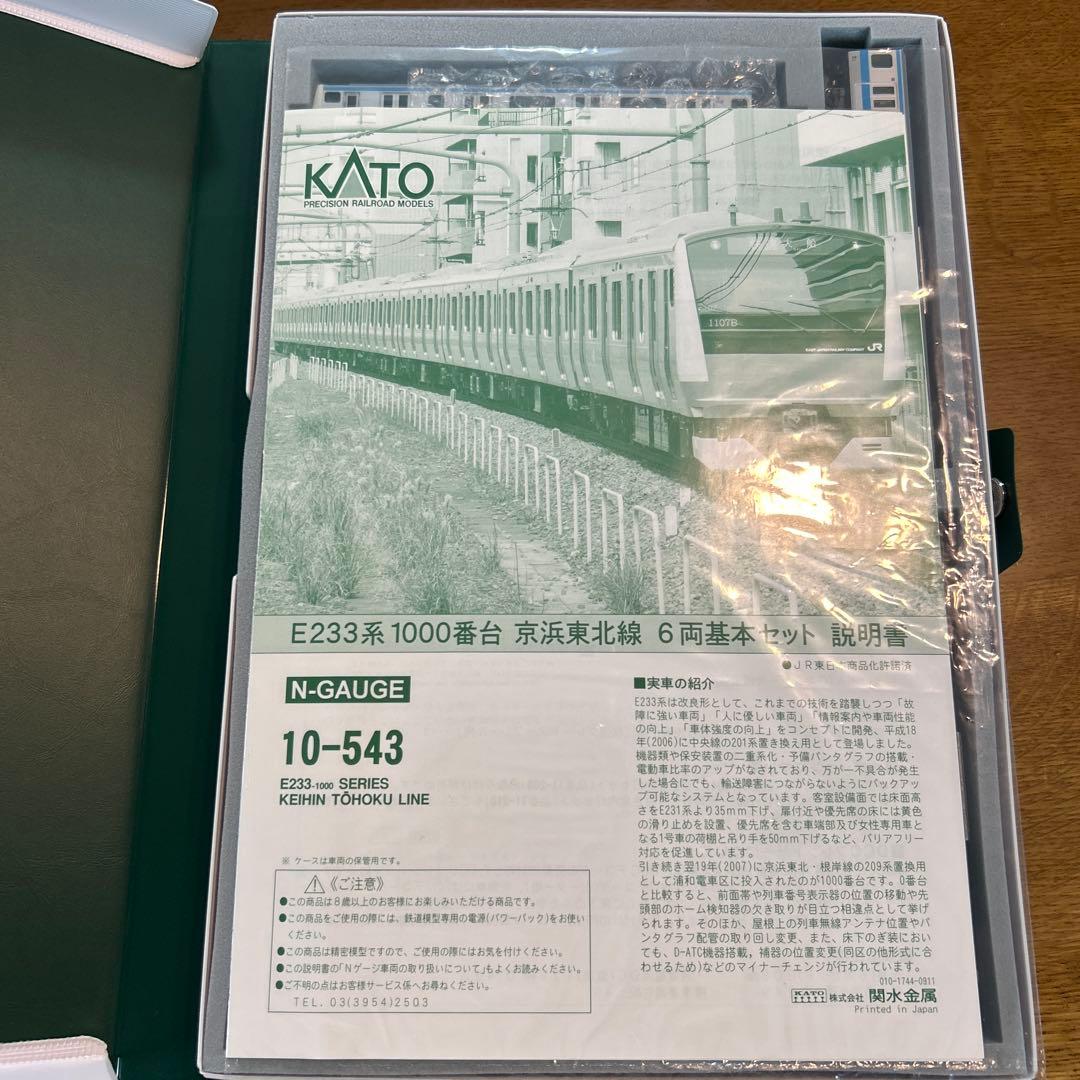 KATO
PRECISION RAILROAD MODELS
大船
1107B
EAST JAPAN RAILWAY COMPANY
JR
E233系1000番台 京浜東北線 6両基本セット 説明書
●JR東日本商品化許諾済
N-GAUGE
10-543
E233-1000 SERIES
KEIHIN TŌHOKU LINE
※ ケースは車両の保管用です。
⚠《ご注意》
●この商品は8歳以上のお客様にお楽しみいただける商品です。
●この商品をご使用の際には、鉄道模型専用の電源(パワーパック)をお使い
ください。
●この商品は精密模型ですので、ご使用の際にはお気を付けください。
●この説明書の「Nゲージ車両の取り扱いについて」もよくお読みください。
●ご不明の点はお客様サービス係へお尋ねください。
TEL. 03(3954)2503
■実車の紹介
E233系は改良形として、これまでの技術を踏襲しつつ「故
障に強い車両」「人に優しい車両」「情報案内や車両性能
の向上」「車体強度の向上」をコンセプトに開発、平成18
年(2006)に中央線の201系置き換え用として登場しました。
機器類や保安装置の二重系化・予備パンタグラフの搭載・
電動車比率のアップがなされており、万が一不具合が発生
した場合にでも、輸送障害につながらないようにバックアッ
プ可能なシステムとなっています。客室設備面では床面高
さをE231系より35mm下げ、扉付近や優先席の床には黄色
の滑り止めを設置、優先席を含む車端部及び女性専用車と
なる1号車の荷棚と吊り手を50mm下げるなど、バリアフリー
対応を促進しています。
引き続き翌19年(2007)に京浜東北・根岸線の209系置換用
として浦和電車区に投入されたのが1000番台です。0番台
と比較すると、前面帯や列車番号表示器の位置の移動や先
頭部のホーム検知器の欠き取りが目立つ相違点として挙げ
られます。そのほか、屋根上の列車無線アンテナ位置やパ
ンタグラフ配管の取り回し変更、また、床下のぎ装におい
ても、D-ATC機器搭載，補器の位置変更(同区の他形式に合
わせるため)などのマイナーチェンジが行われています。
010-1744-0911
KATO 株式会社 関水金属
Printed in Japan